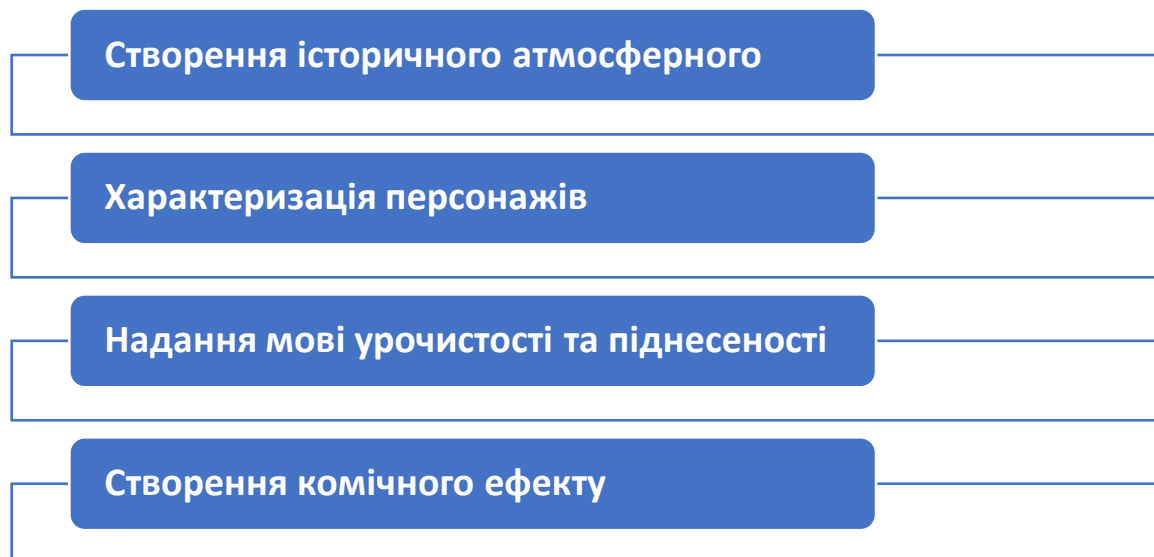 Створення історичного атмосферного
Характеризація персонажів
Надання мові урочистості та піднесеності
Створення комічного ефекту